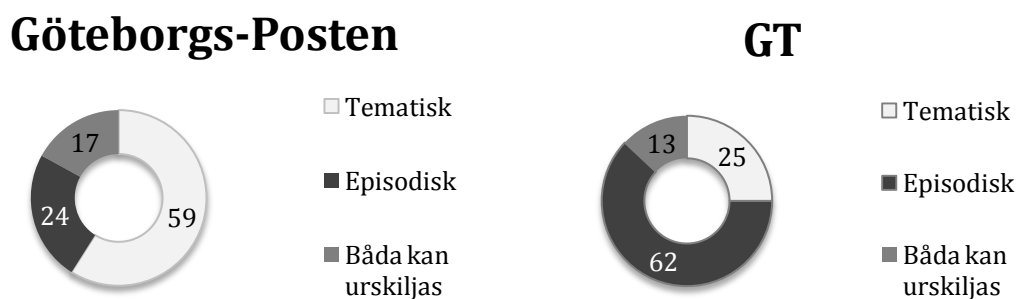 Göteborgs-Posten
17
24
59
Tematisk
Episodisk
Båda kan
urskiljas
GT
13
25
62
Tematisk
Episodisk
Båda kan
urskiljas